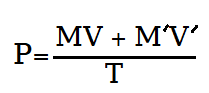 P= MV + M′V′ / T